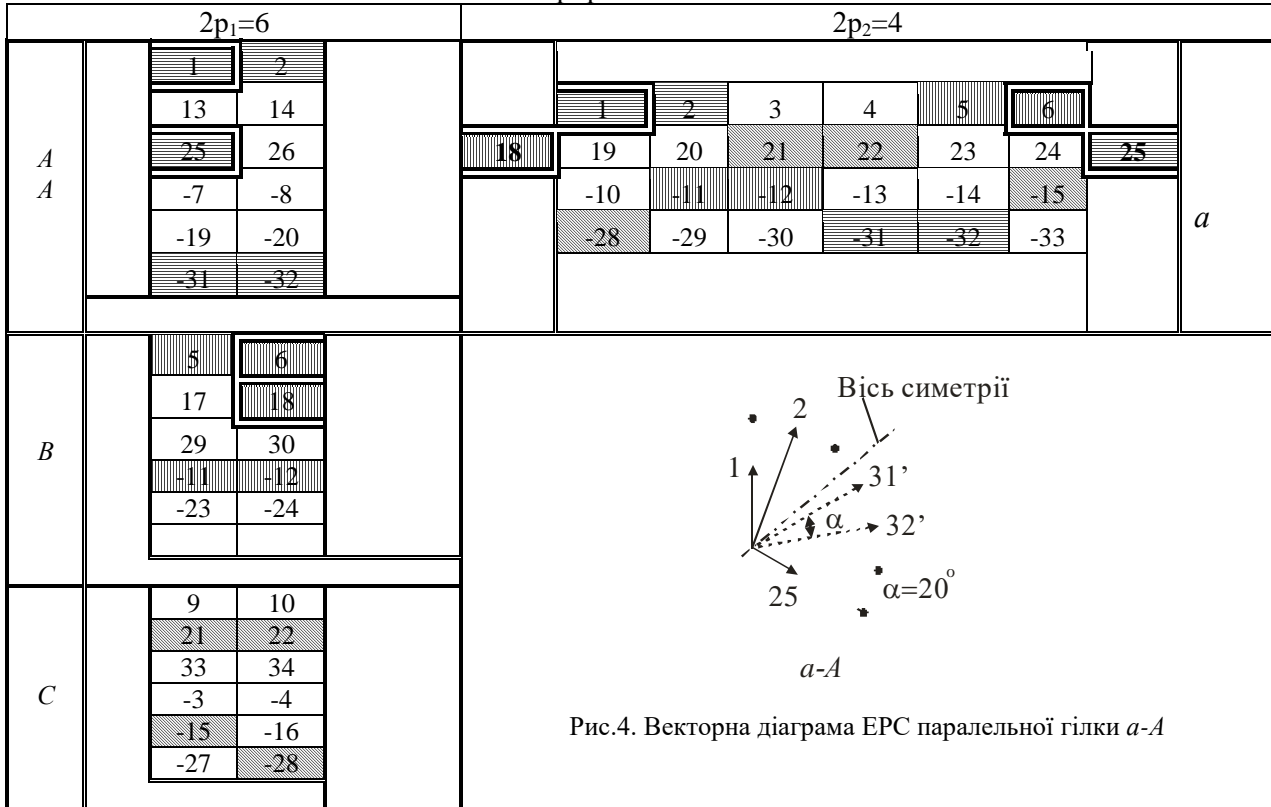 2p₁=6 2p₂=4
1 2
1 2 3 4 5 6
13 14
A 25 26 18 19 20 21 22 23 24 25
A -7 -8 -10 -11 -12 -13 -14 -15
-19 -20 -28 -29 -30 -31 -32 -33 a
-31 -32
5 6
17 18
B 29 30
-11 -12
-23 -24
Вісь симетрії
2
1
31’
α 32’
25 α=20°
a-A
9 10
21 22
33 34
C -3 -4
-15 -16
-27 -28
Рис.4. Векторна діаграма ЕРС паралельної гілки a-A